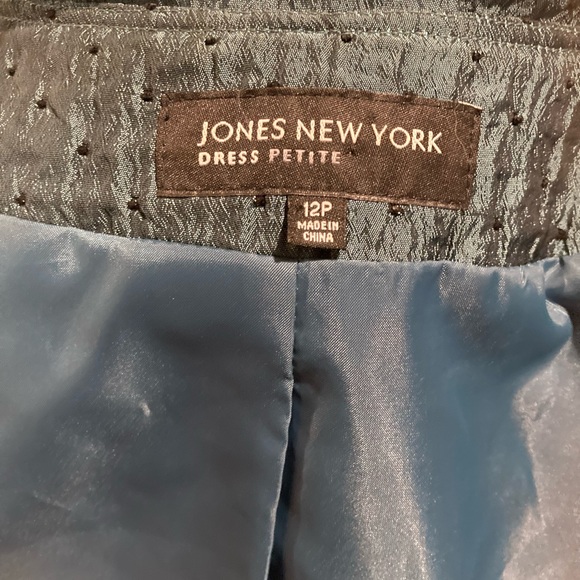 JONES NEW YORK
DRESS PETITE
12P
MADE IN
CHINA